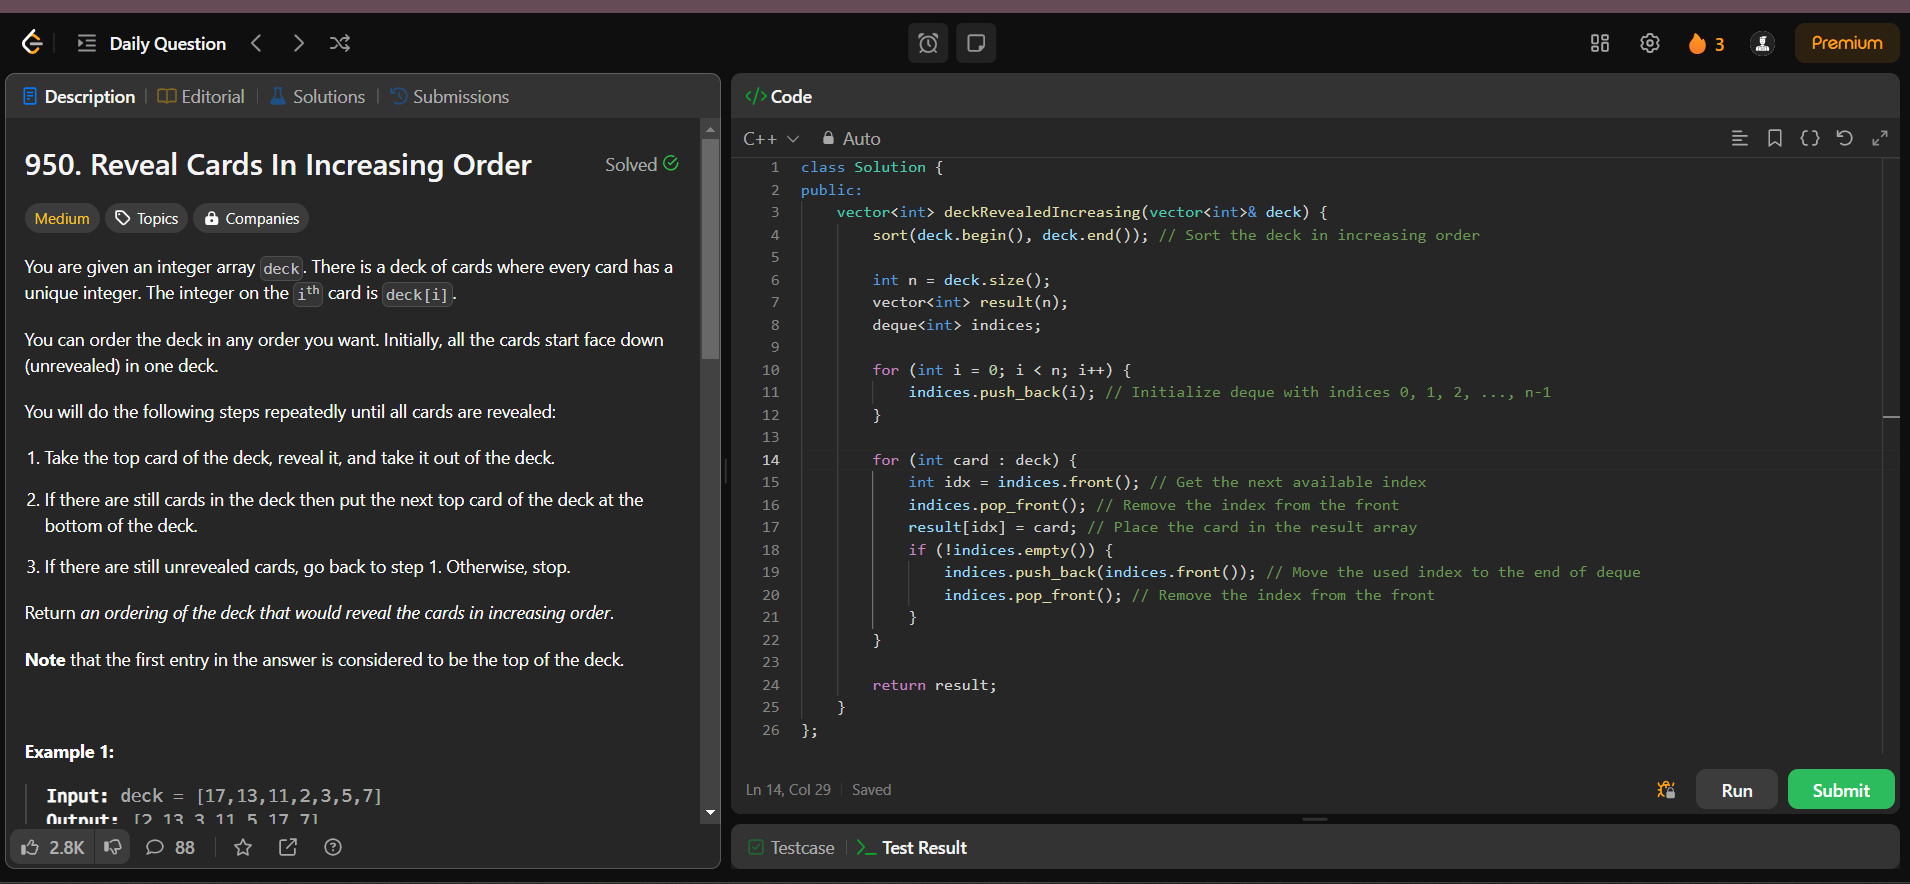 Daily Question
3
Premium
Description
Editorial
Solutions
Submissions
950. Reveal Cards In Increasing Order
Solved
Medium
Topics
Companies
You are given an integer array deck. There is a deck of cards where every card has a
unique integer. The integer on the ith card is deck[i].
You can order the deck in any order you want. Initially, all the cards start face down
(unrevealed) in one deck.
You will do the following steps repeatedly until all cards are revealed:
1. Take the top card of the deck, reveal it, and take it out of the deck.
2. If there are still cards in the deck then put the next top card of the deck at the
bottom of the deck.
3. If there are still unrevealed cards, go back to step 1. Otherwise, stop.
Return an ordering of the deck that would reveal the cards in increasing order.
Note that the first entry in the answer is considered to be the top of the deck.
Example 1:
Input: deck = [17,13,11,2,3,5,7]
Output: [2,13,3,11,5,17,7]
2.8K
88
</> Code
C++
Auto
1 class Solution {
2 public:
3 vector<int> deckRevealedIncreasing(vector<int>& deck) {
4 sort(deck.begin(), deck.end()); // Sort the deck in increasing order
5
6 int n = deck.size();
7 vector<int> result(n);
8 deque<int> indices;
9
10 for (int i = 0; i < n; i++) {
11 indices.push_back(i); // Initialize deque with indices 0, 1, 2, ..., n-1
12 }
13
14 for (int card : deck) {
15 int idx = indices.front(); // Get the next available index
16 indices.pop_front(); // Remove the index from the front
17 result[idx] = card; // Place the card in the result array
18 if (!indices.empty()) {
19 indices.push_back(indices.front()); // Move the used index to the end of deque
20 indices.pop_front(); // Remove the index from the front
21 }
22 }
23
24 return result;
25 }
26 };
Ln 14, Col 29
Saved
Run
Submit
Testcase
Test Result